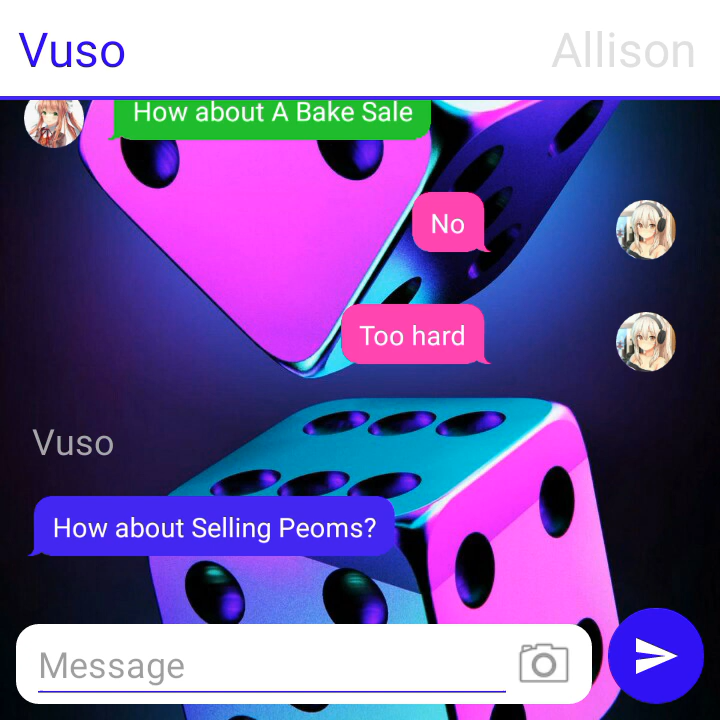 Vuso
Allison
How about A Bake Sale
No
Too hard
Vuso
How about Selling Peoms?
Message